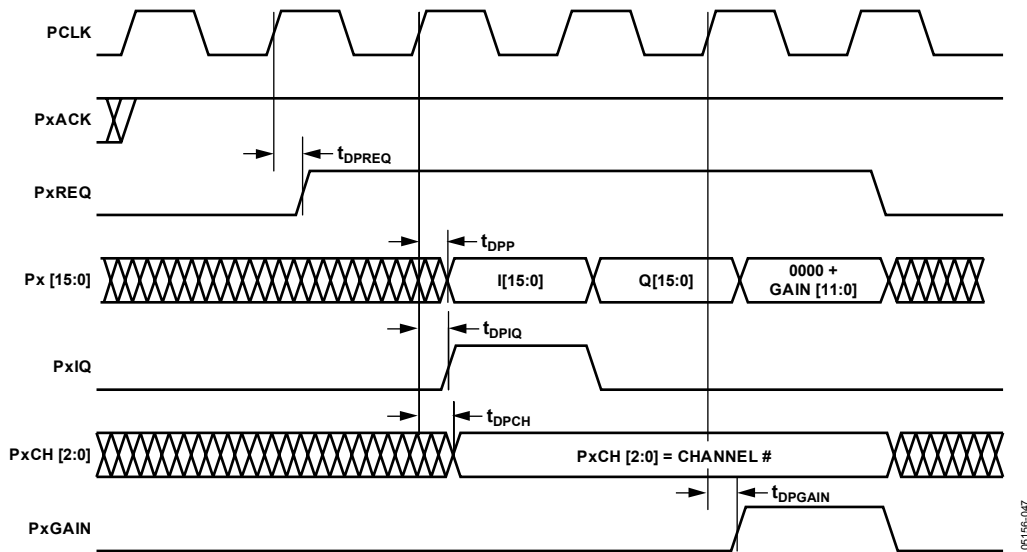 PCLK
PxACK
tDPREQ
PxREQ
tDPP
Px [15:0]
I[15:0]
Q[15:0]
0000 +
GAIN [11:0]
tDPIQ
PxIQ
tDPCH
PxCH [2:0]
PxCH [2:0] = CHANNEL #
tDPGAIN
PxGAIN
05156-047